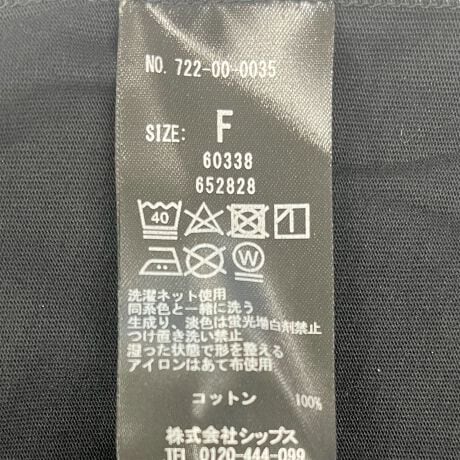 NO. 722-00-0035
SIZE: F
60338
652828
40
W
洗濯ネット使用
同系色と一緒に洗う
生成り、淡色は蛍光増白剤禁止
つけ置き洗い禁止
湿った状態で形を整える
アイロンはあて布使用
コットン 100%
株式会社シップス
TEL 0120-444-099